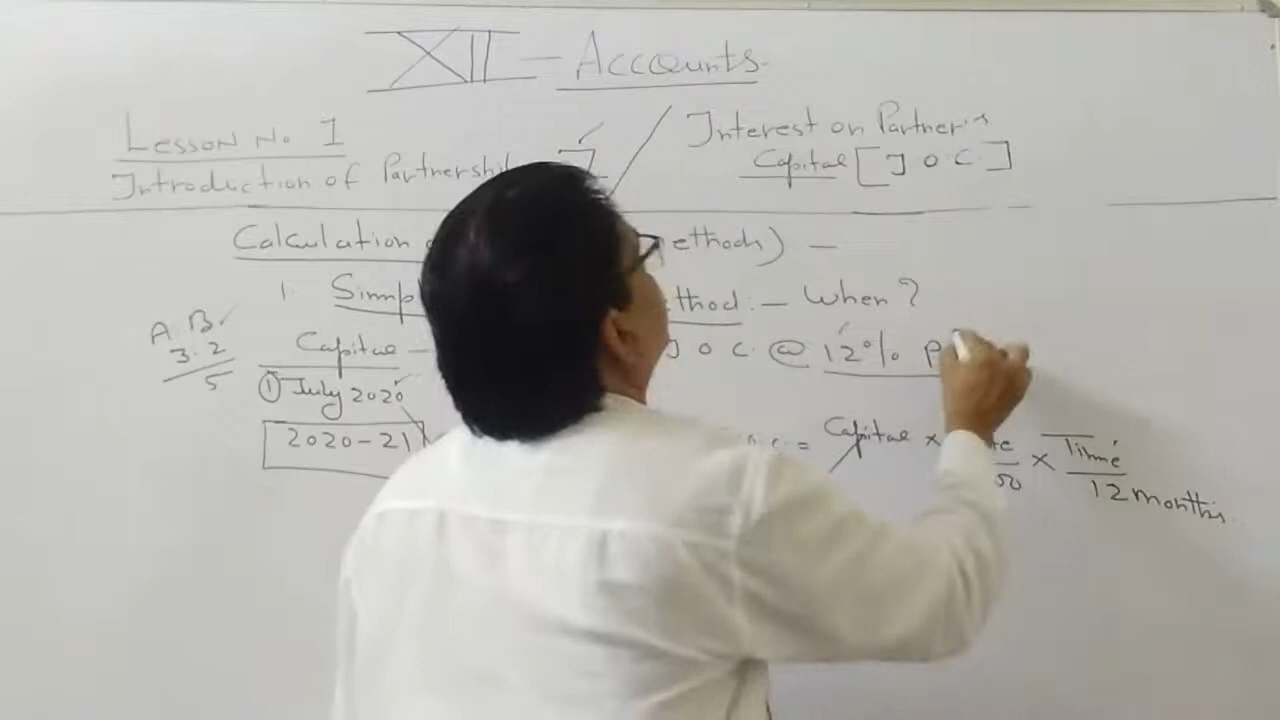 XII - Accounts
Lesson No. 1
Introduction of Partnership
Interest on Partner's
Capital [I O C.]
Calculation ethods) -
1. Simp thod :- When?
A. B
3. 2
5
Capital - I O C. @ 12% P
① July 2020
2020-21
C. = Capital × × Time
12 months